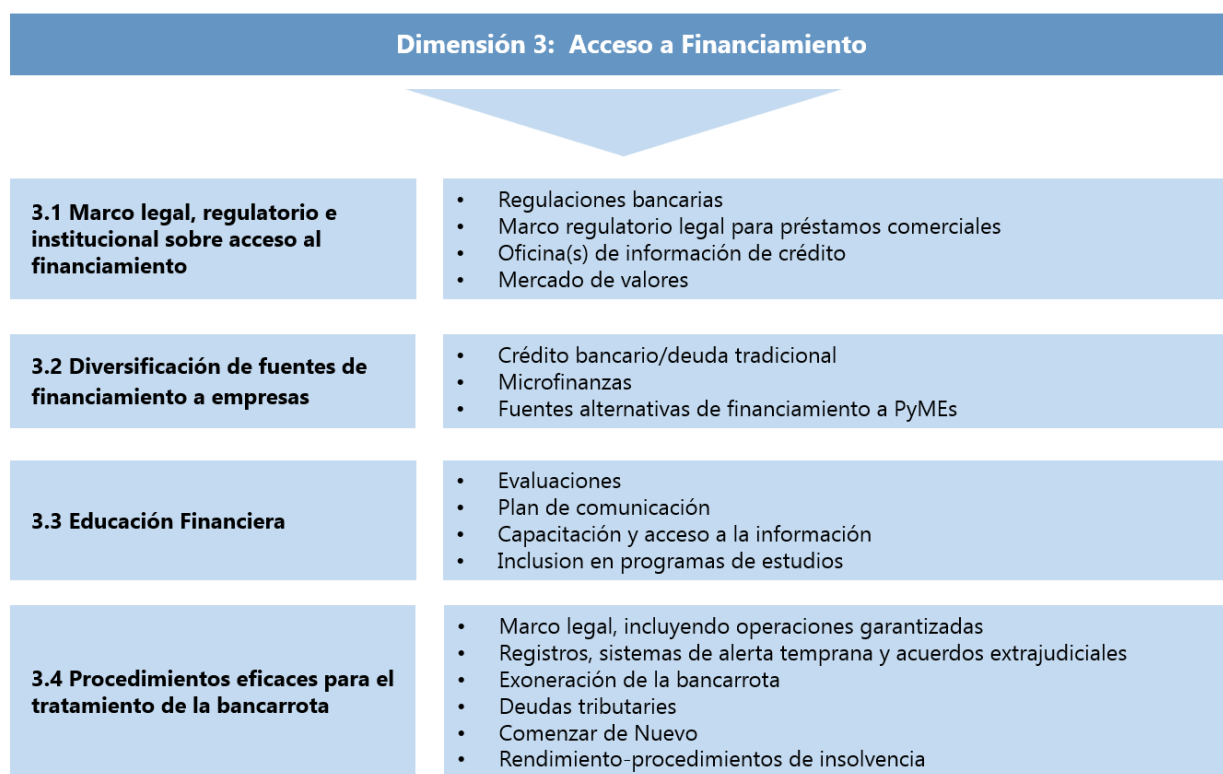 Dimensión 3:  Acceso a Financiamiento
3.1 Marco legal, regulatorio e
institucional sobre acceso al
financiamiento
• Regulaciones bancarias
• Marco regulatorio legal para préstamos comerciales
• Oficina(s) de información de crédito
• Mercado de valores
3.2 Diversificación de fuentes de
financiamiento a empresas
• Crédito bancario/deuda tradicional
• Microfinanzas
• Fuentes alternativas de financiamiento a PyMEs
3.3 Educación Financiera
• Evaluaciones
• Plan de comunicación
• Capacitación y acceso a la información
• Inclusion en programas de estudios
3.4 Procedimientos eficaces para el
tratamiento de la bancarrota
• Marco legal, incluyendo operaciones garantizadas
• Registros, sistemas de alerta temprana y acuerdos extrajudiciales
• Exoneración de la bancarrota
• Deudas tributaries
• Comenzar de Nuevo
• Rendimiento-procedimientos de insolvencia